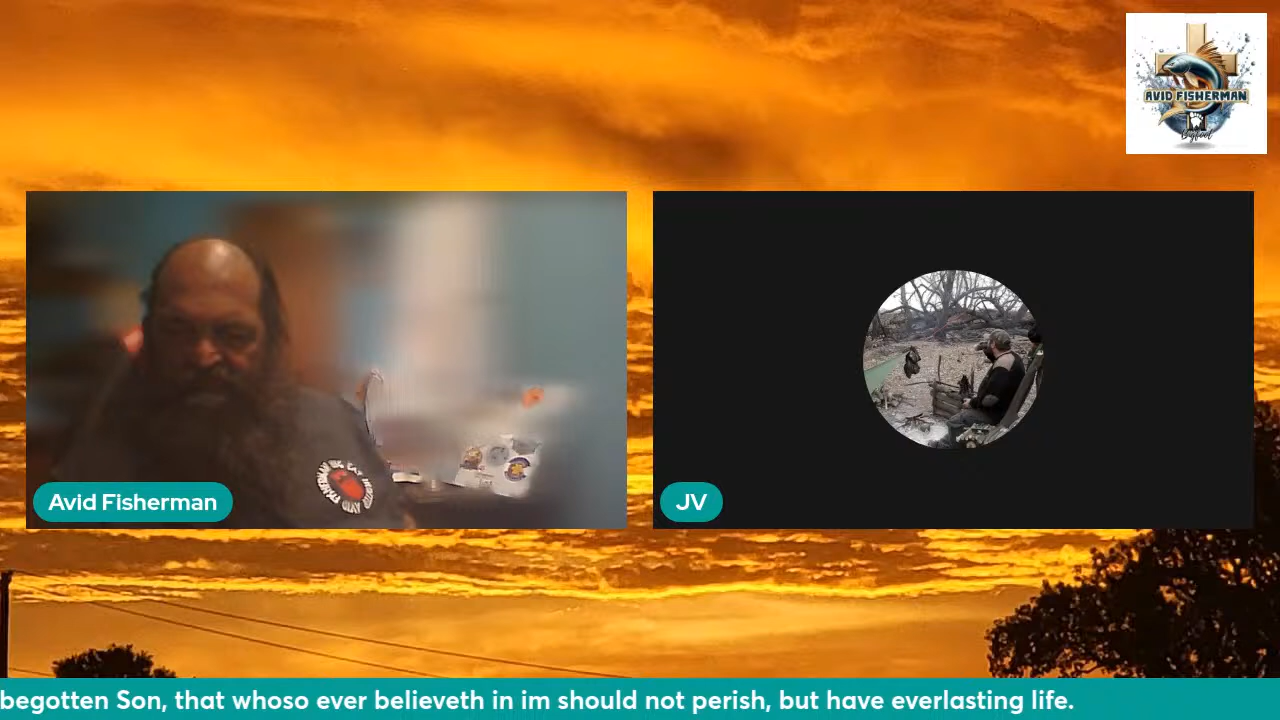 AVID FISHERMAN
Bigfoot
Avid Fisherman
JV
begotten Son, that whoso ever believeth in im should not perish, but have everlasting life.